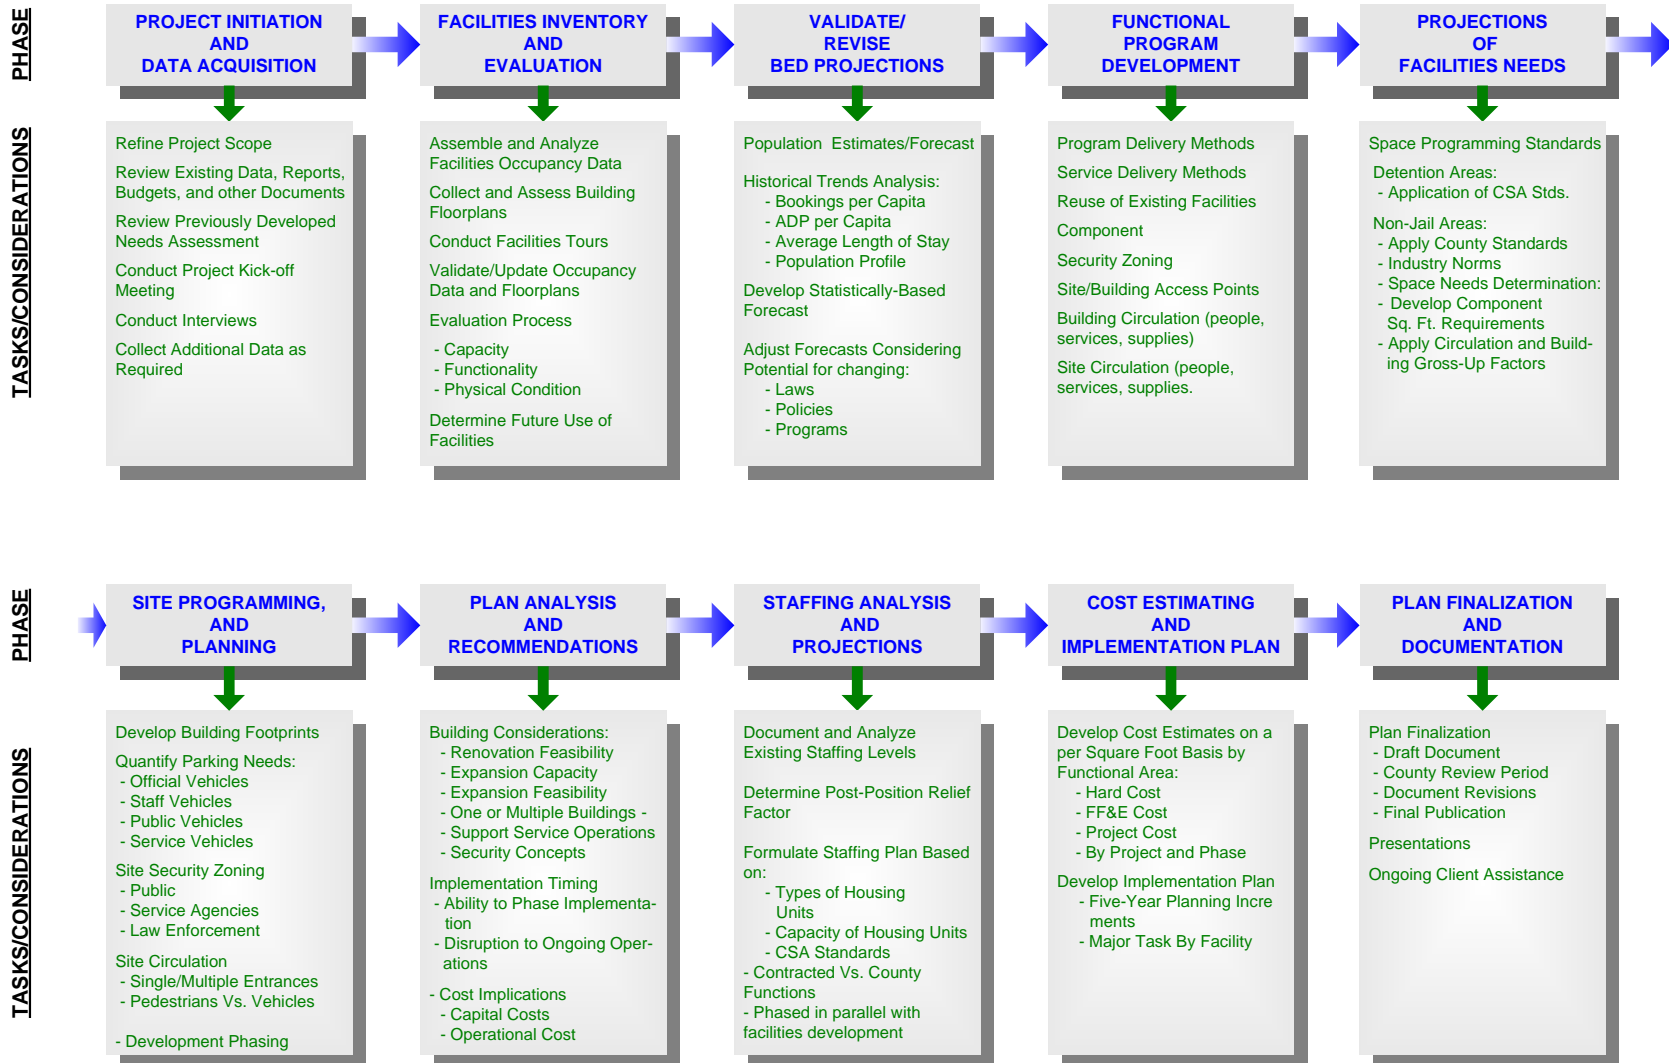 PHASE
PROJECT INITIATION
AND
DATA ACQUISITION
FACILITIES INVENTORY
AND
EVALUATION
VALIDATE/
REVISE
BED PROJECTIONS
FUNCTIONAL
PROGRAM
DEVELOPMENT
PROJECTIONS
OF
FACILITIES NEEDS
TASKS/CONSIDERATIONS
Refine Project Scope
Review Existing Data, Reports,
Budgets, and other Documents
Review Previously Developed
Needs Assessment
Conduct Project Kick-off
Meeting
Conduct Interviews
Collect Additional Data as
Required
Assemble and Analyze
Facilities Occupancy Data
Collect and Assess Building
Floorplans
Conduct Facilities Tours
Validate/Update Occupancy
Data and Floorplans
Evaluation Process
- Capacity
- Functionality
- Physical Condition
Determine Future Use of
Facilities
Population Estimates/Forecast
Historical Trends Analysis:
- Bookings per Capita
- ADP per Capita
- Average Length of Stay
- Population Profile
Develop Statistically-Based
Forecast
Adjust Forecasts Considering
Potential for changing:
- Laws
- Policies
- Programs
Program Delivery Methods
Service Delivery Methods
Reuse of Existing Facilities
Component
Security Zoning
Site/Building Access Points
Building Circulation (people,
services, supplies)
Site Circulation (people,
services, supplies.
Space Programming Standards
Detention Areas:
- Application of CSA Stds.
Non-Jail Areas:
- Apply County Standards
- Industry Norms
- Space Needs Determination:
- Develop Component
Sq. Ft. Requirements
- Apply Circulation and Build-
ing Gross-Up Factors
PHASE
SITE PROGRAMMING,
AND
PLANNING
PLAN ANALYSIS
AND
RECOMMENDATIONS
STAFFING ANALYSIS
AND
PROJECTIONS
COST ESTIMATING
AND
IMPLEMENTATION PLAN
PLAN FINALIZATION
AND
DOCUMENTATION
TASKS/CONSIDERATIONS
Develop Building Footprints
Quantify Parking Needs:
- Official Vehicles
- Staff Vehicles
- Public Vehicles
- Service Vehicles
Site Security Zoning
- Public
- Service Agencies
- Law Enforcement
Site Circulation
- Single/Multiple Entrances
- Pedestrians Vs. Vehicles
- Development Phasing
Building Considerations:
- Renovation Feasibility
- Expansion Capacity
- Expansion Feasibility
- One or Multiple Buildings -
- Support Service Operations
- Security Concepts
Implementation Timing
- Ability to Phase Implementa-
tion
- Disruption to Ongoing Oper-
ations
- Cost Implications
- Capital Costs
- Operational Cost
Document and Analyze
Existing Staffing Levels
Determine Post-Position Relief
Factor
Formulate Staffing Plan Based
on:
- Types of Housing
Units
- Capacity of Housing Units
- CSA Standards
- Contracted Vs. County
Functions
- Phased in parallel with
facilities development
Develop Cost Estimates on a
per Square Foot Basis by
Functional Area:
- Hard Cost
- FF&E Cost
- Project Cost
- By Project and Phase
Develop Implementation Plan
- Five-Year Planning Incre
ments
- Major Task By Facility
Plan Finalization
- Draft Document
- County Review Period
- Document Revisions
- Final Publication
Presentations
Ongoing Client Assistance